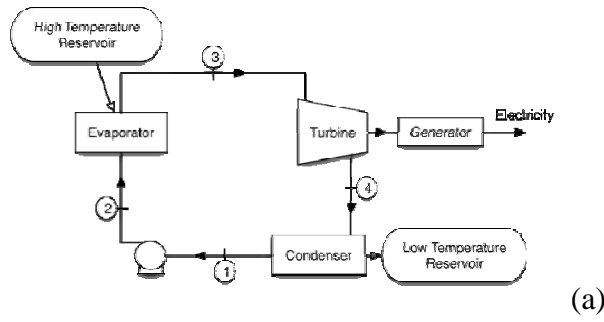 High Temperature
Reservoir
3
Electricity
Evaporator
Turbine
Generator
4
2
Condenser
Low Temperature
Reservoir
1
(a)